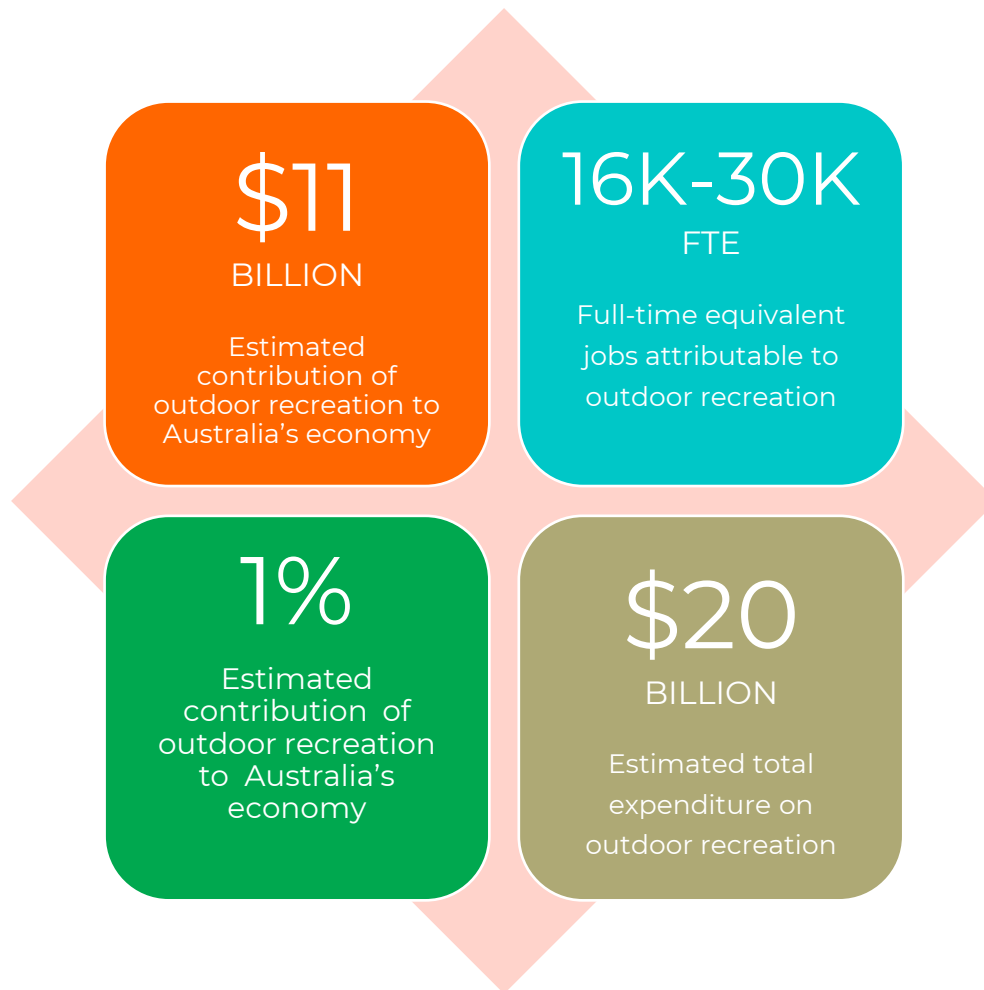 $11
BILLION
Estimated
contribution of
outdoor recreation to
Australia's economy
16K-30K
FTE
Full-time equivalent
jobs attributable to
outdoor recreation
1%
Estimated
contribution  of
outdoor recreation
to  Australia's
economy
$20
BILLION
Estimated total
expenditure on
outdoor recreation